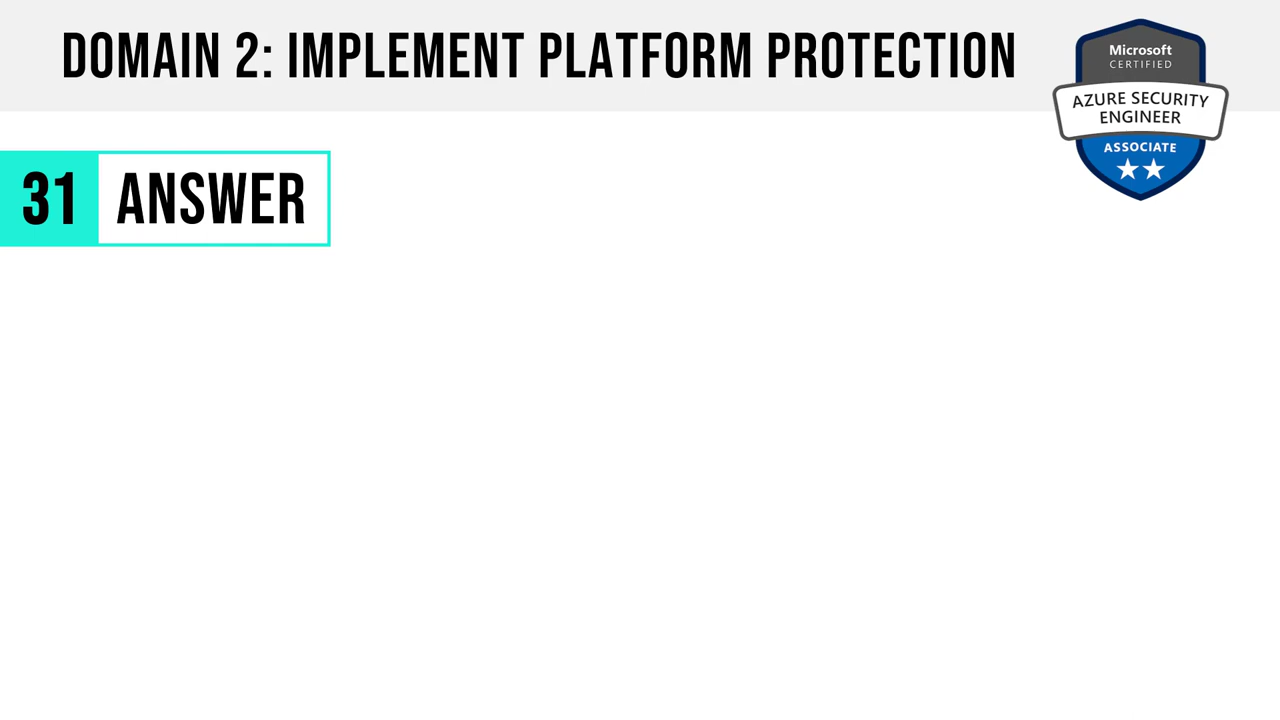 DOMAIN 2: IMPLEMENT PLATFORM PROTECTION
Microsoft
CERTIFIED
AZURE SECURITY
ENGINEER
ASSOCIATE
31 ANSWER